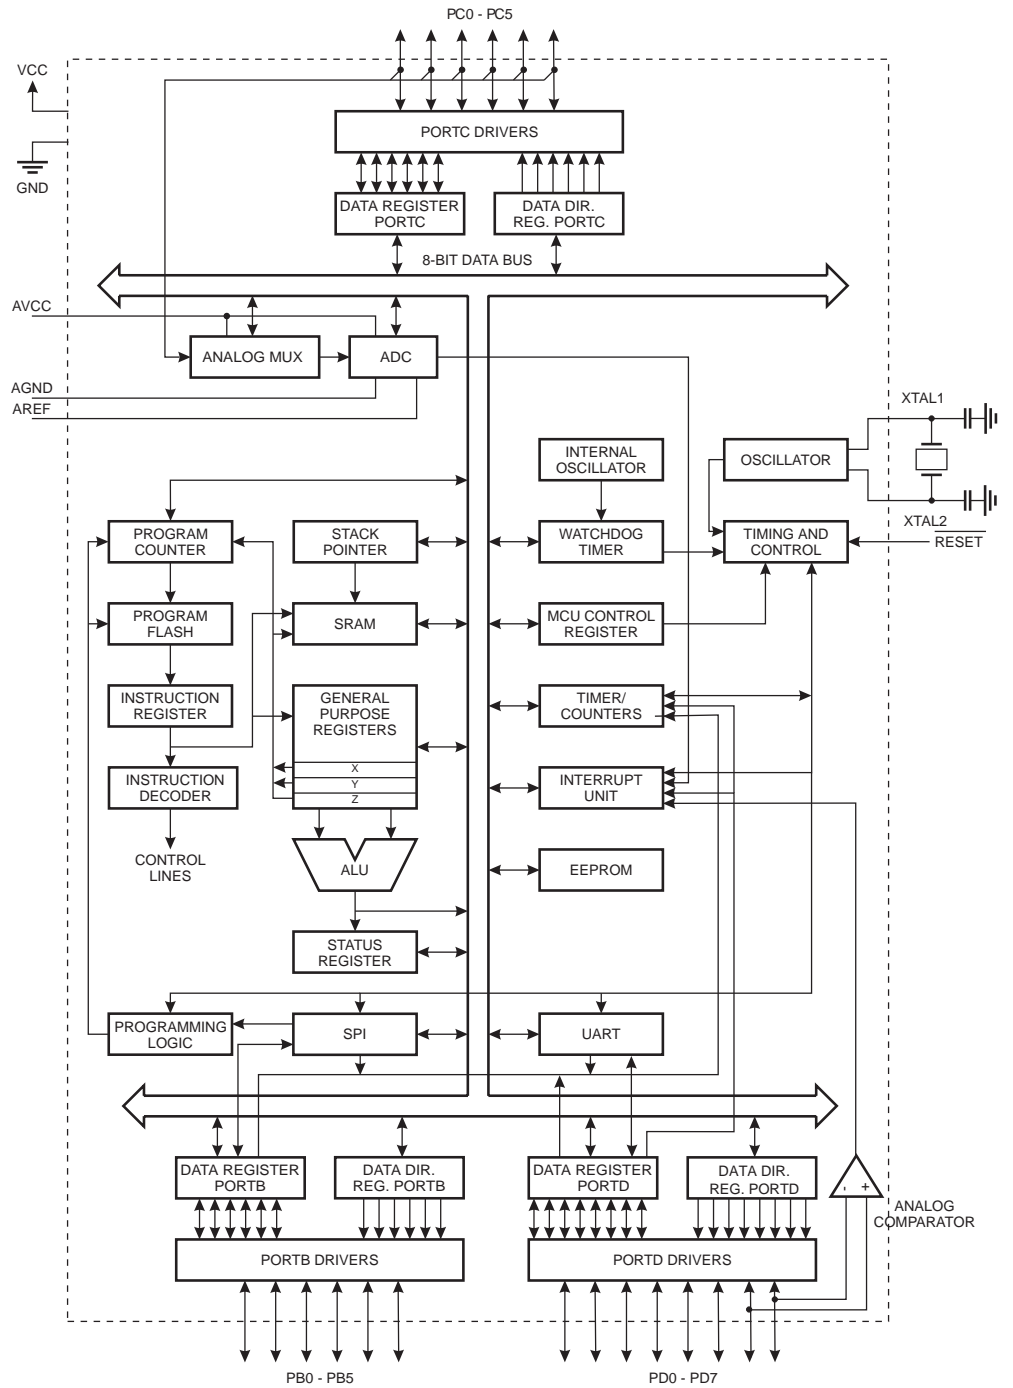 PC0 - PC5
VCC
PORTC DRIVERS
GND
DATA REGISTER
PORTC
DATA DIR.
REG. PORTC
8-BIT DATA BUS
AVCC
ANALOG MUX
ADC
AGND
AREF
XTAL1
INTERNAL
OSCILLATOR
OSCILLATOR
XTAL2
RESET
PROGRAM
COUNTER
STACK
POINTER
WATCHDOG
TIMER
TIMING AND
CONTROL
PROGRAM
FLASH
SRAM
MCU CONTROL
REGISTER
INSTRUCTION
REGISTER
GENERAL
PURPOSE
REGISTERS
X
Y
Z
TIMER/
COUNTERS
INSTRUCTION
DECODER
INTERRUPT
UNIT
CONTROL
LINES
ALU
EEPROM
STATUS
REGISTER
PROGRAMMING
LOGIC
SPI
UART
DATA REGISTER
PORTB
DATA DIR.
REG. PORTB
DATA REGISTER
PORTD
DATA DIR.
REG. PORTD
- +
ANALOG
COMPARATOR
PORTB DRIVERS
PORTD DRIVERS
PB0 - PB5
PD0 - PD7